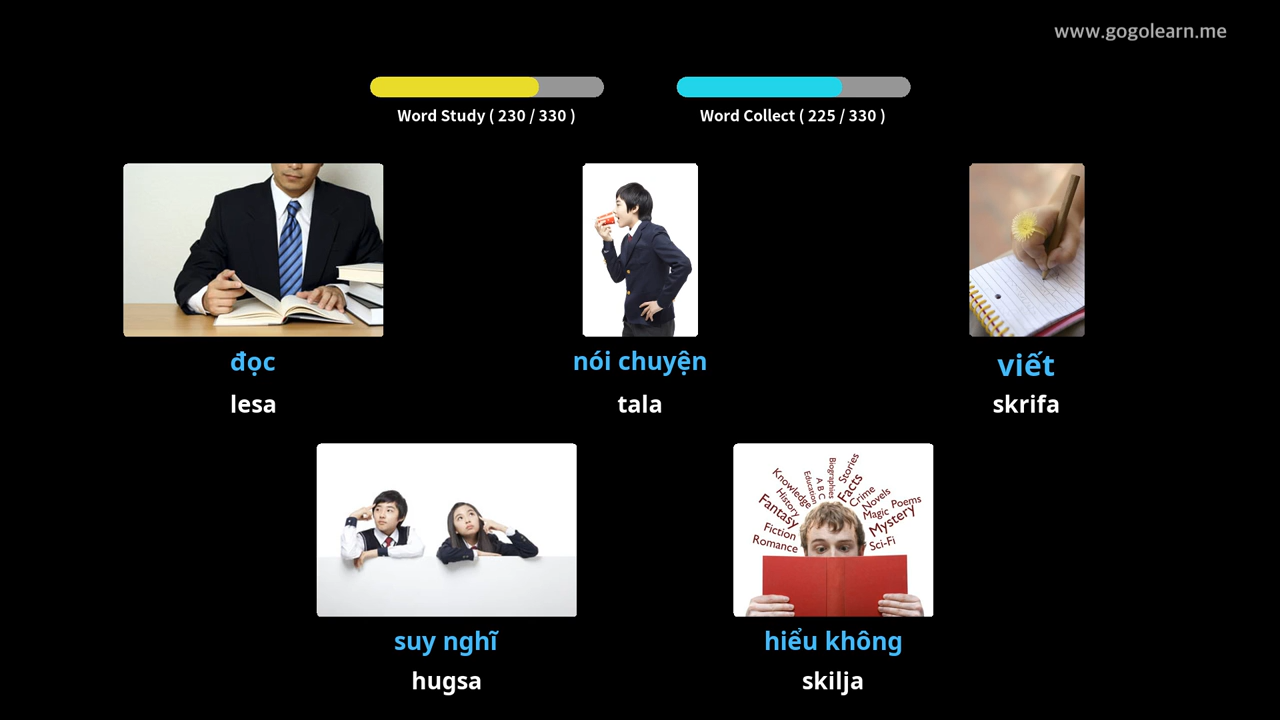 www.gogolearn.me
Word Study ( 230 / 330 )
Word Collect ( 225 / 330 )
đọc
lesa
nói chuyện
tala
viết
skrifa
suy nghĩ
hugsa
Knowledge
History
Fantasy
Fiction
Romance
Education
A B C
Biographies
Stories
Facts
Crime
Novels
Magic
Poems
Mystery
Sci-Fi
hiểu không
skilja